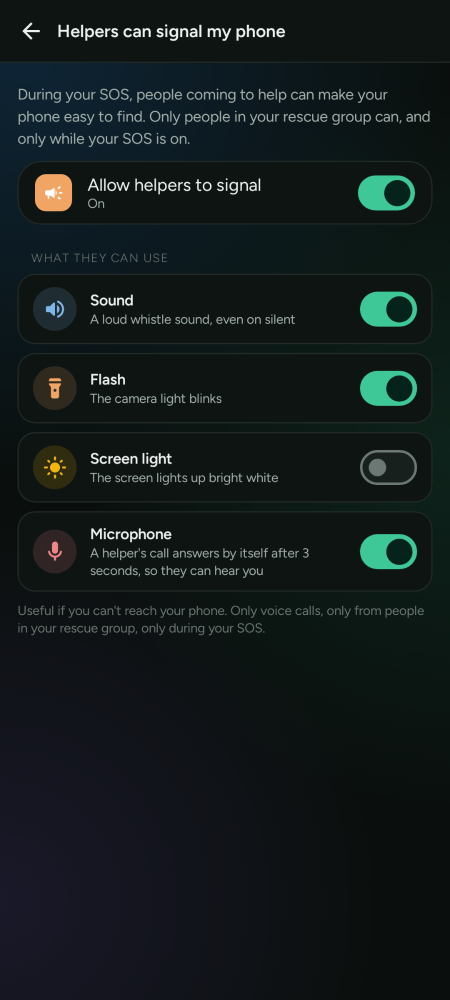 Helpers can signal my phone
During your SOS, people coming to help can make your
phone easy to find. Only people in your rescue group can, and
only while your SOS is on.
Allow helpers to signal
On
WHAT THEY CAN USE
Sound
A loud whistle sound, even on silent
Flash
The camera light blinks
Screen light
The screen lights up bright white
Microphone
A helper's call answers by itself after 3
seconds, so they can hear you
Useful if you can't reach your phone. Only voice calls, only from people
in your rescue group, only during your SOS.